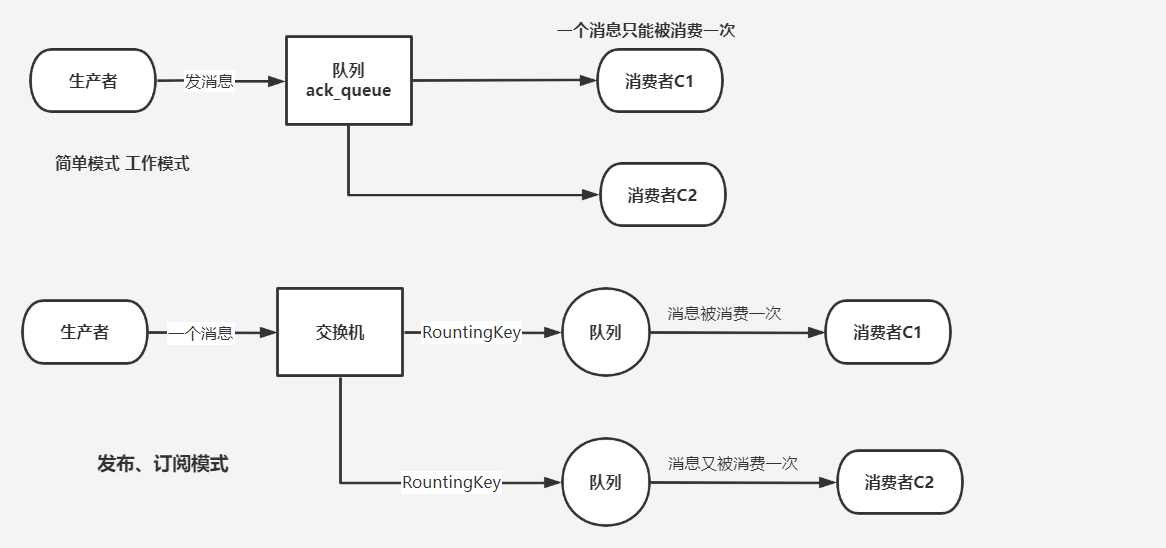 一个消息只能被消费一次
生产者
发消息
队列
ack_queue
消费者C1
简单模式 工作模式
消费者C2
生产者
一个消息
交换机
RountingKey
队列
消息被消费一次
消费者C1
发布、订阅模式
RountingKey
队列
消息又被消费一次
消费者C2